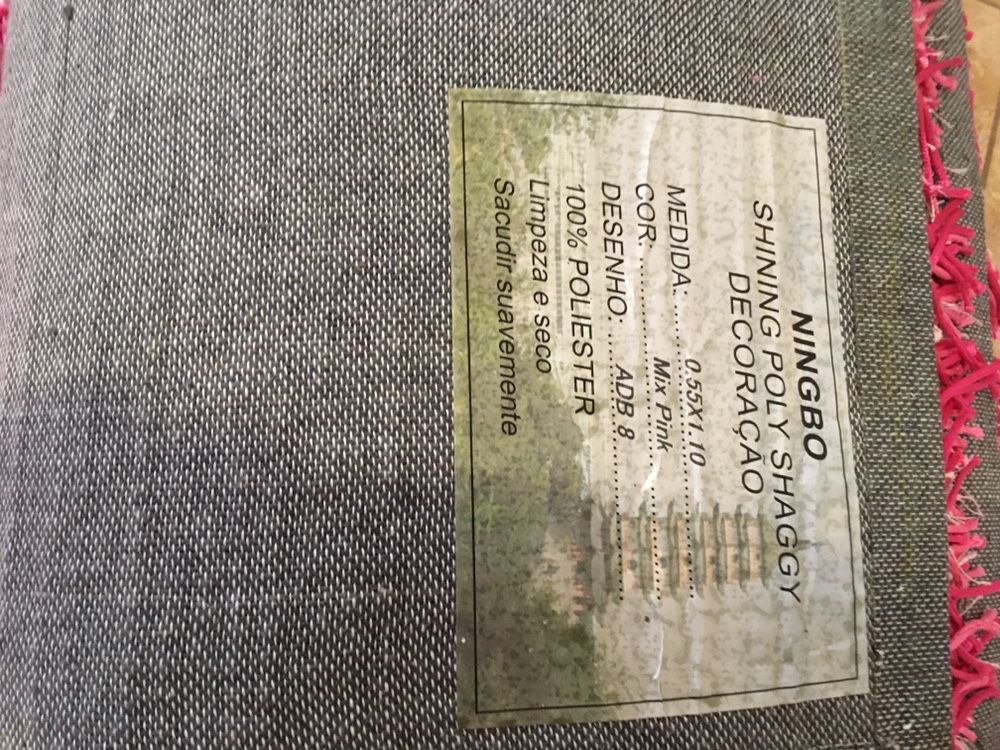 NINGBO
SHINING POLY SHAGGY
DECORAÇÃO
MEDIDA: ......0.55X1.10..................
COR: ............Mix Pink..................
DESENHO: ......ADB 8......................
100% POLIESTER
Limpeza e seco
Sacudir suavemente